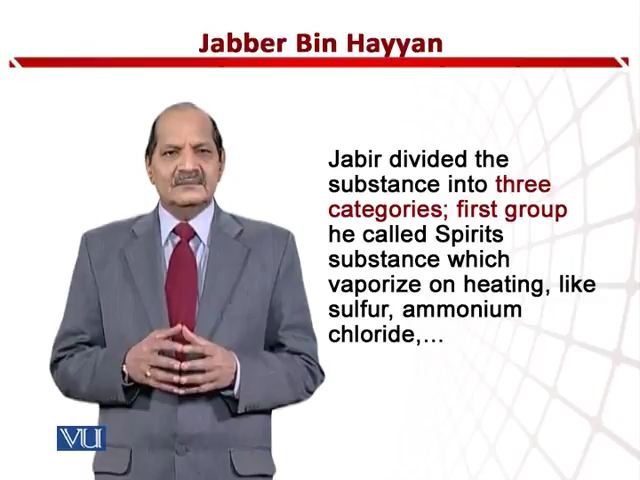 Jabber Bin Hayyan
Jabir divided the
substance into three
categories; first group
he called Spirits
substance which
vaporize on heating, like
sulfur, ammonium
chloride,...
VU